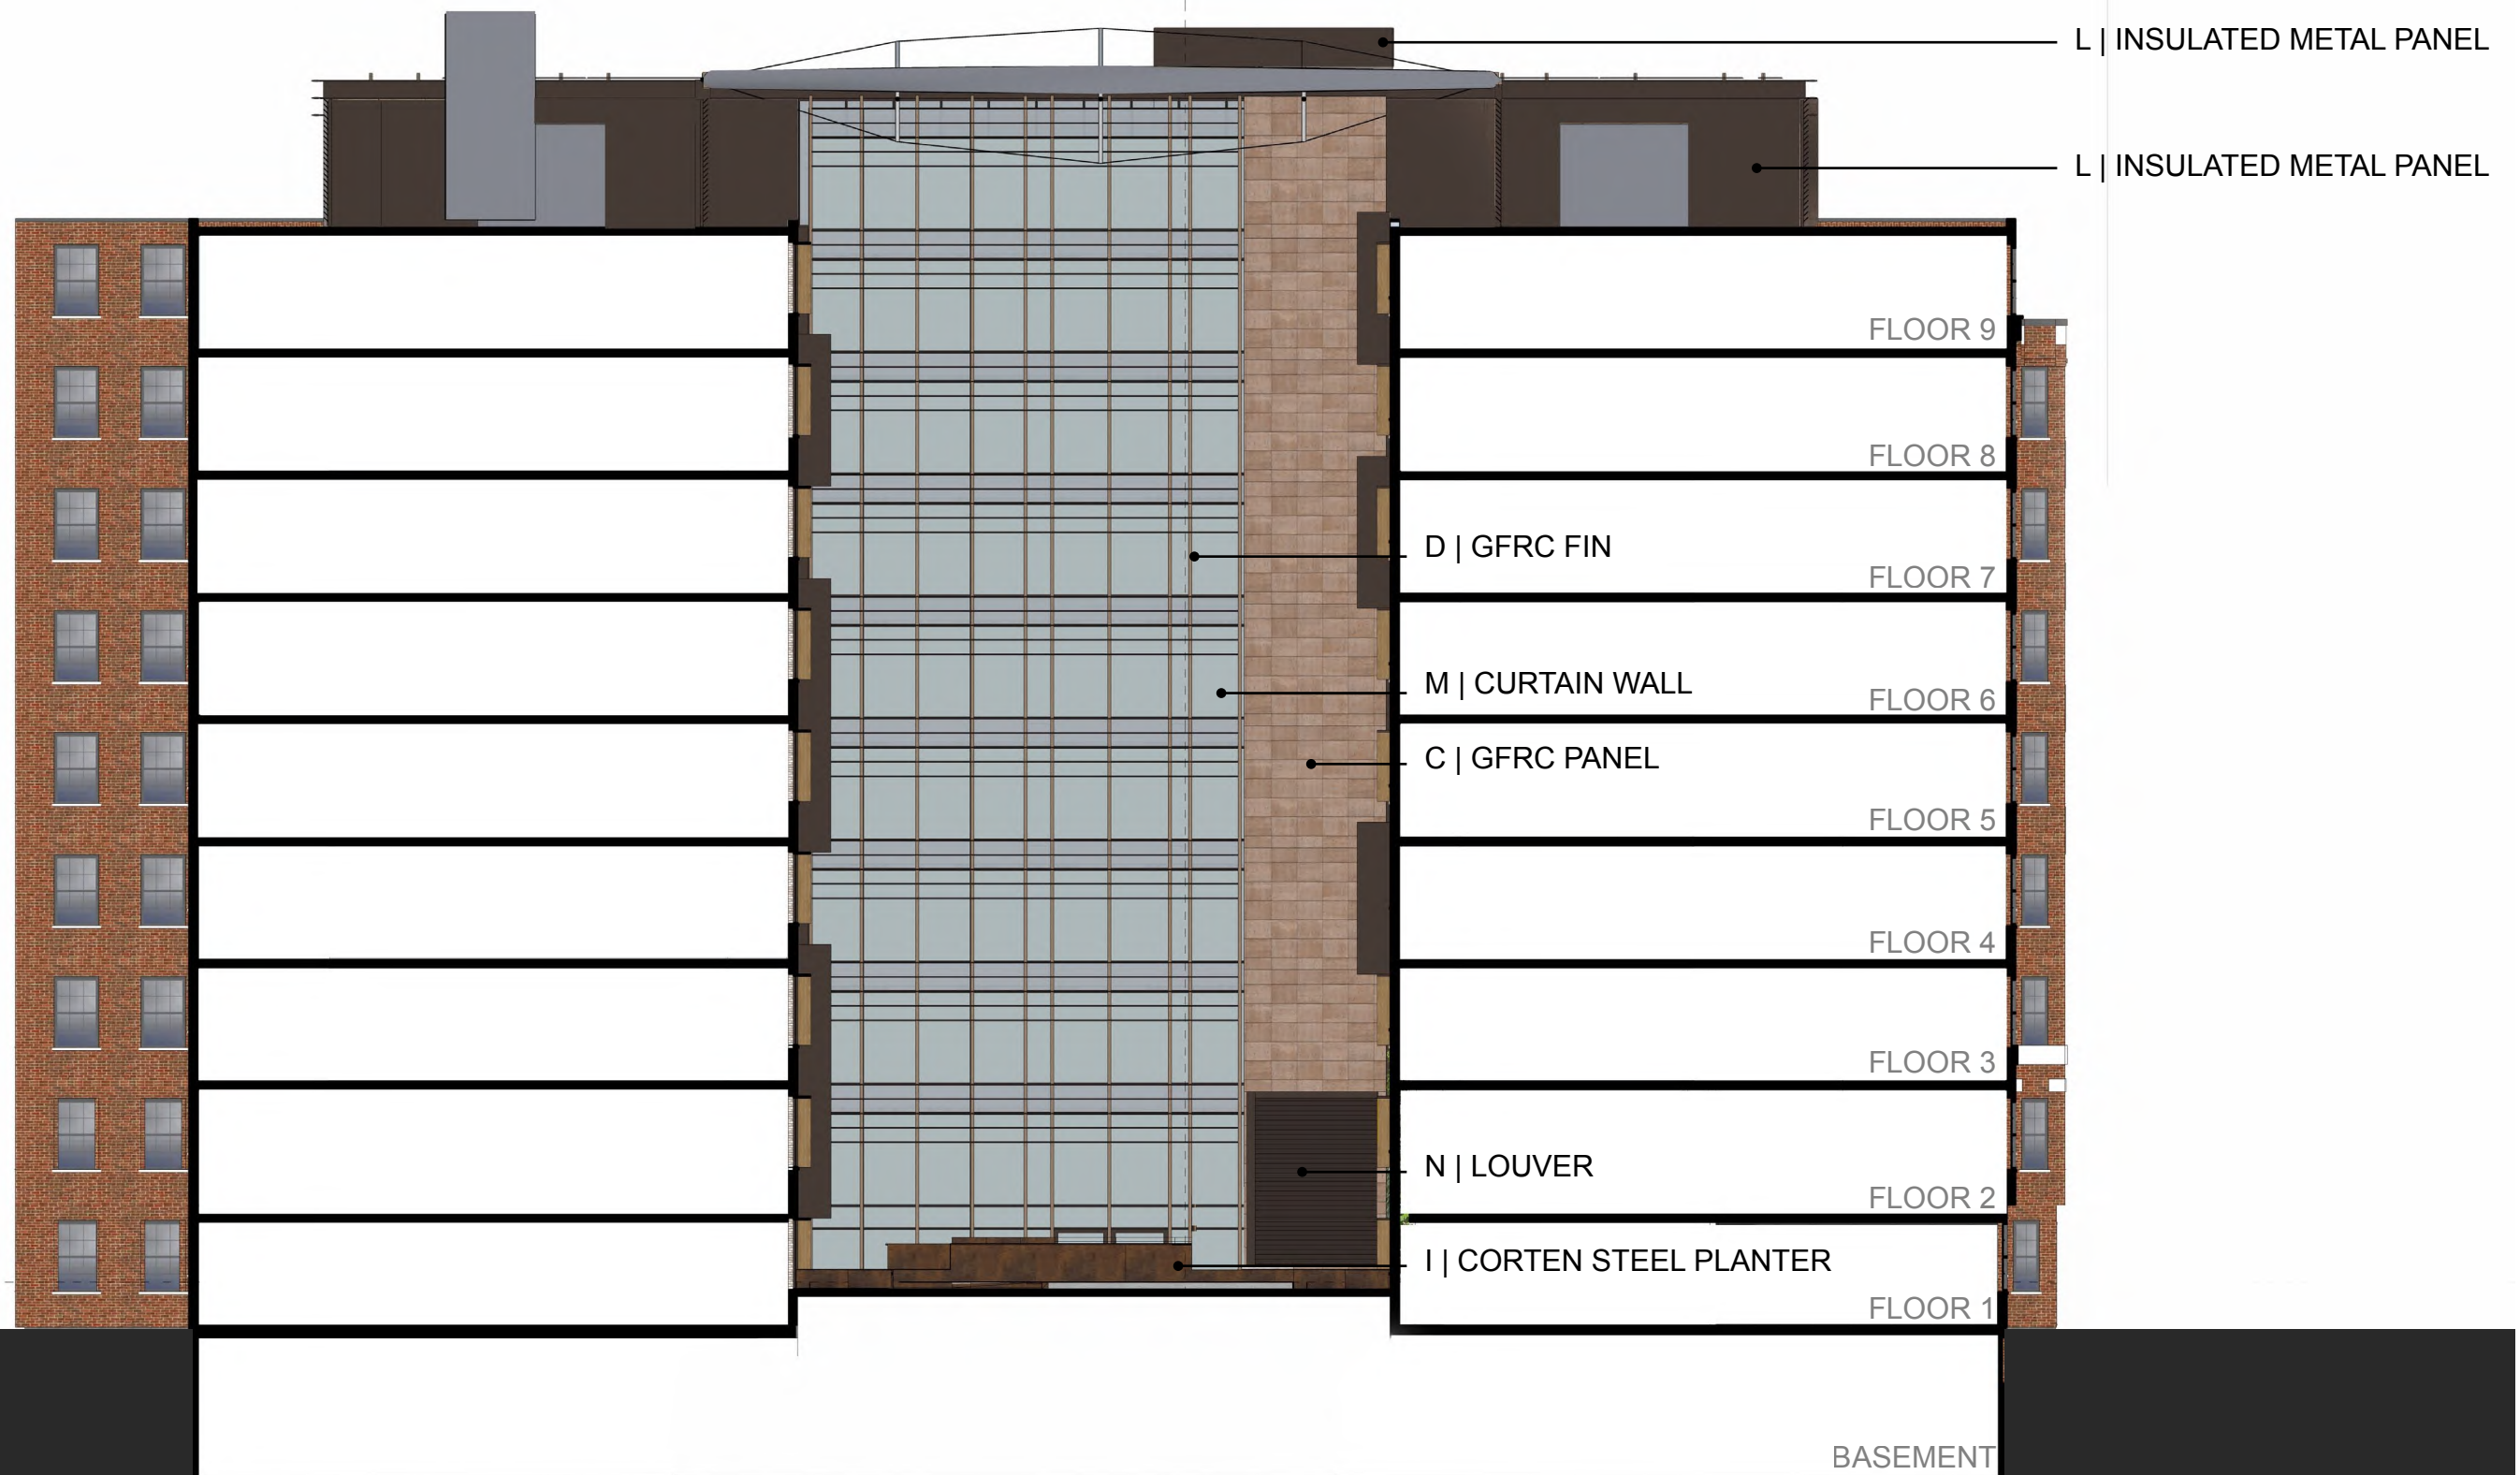 L | INSULATED METAL PANEL
L | INSULATED METAL PANEL
FLOOR 9
FLOOR 8
D | GFRC FIN
FLOOR 7
M | CURTAIN WALL
FLOOR 6
C | GFRC PANEL
FLOOR 5
FLOOR 4
FLOOR 3
N | LOUVER
FLOOR 2
I | CORTEN STEEL PLANTER
FLOOR 1
BASEMENT